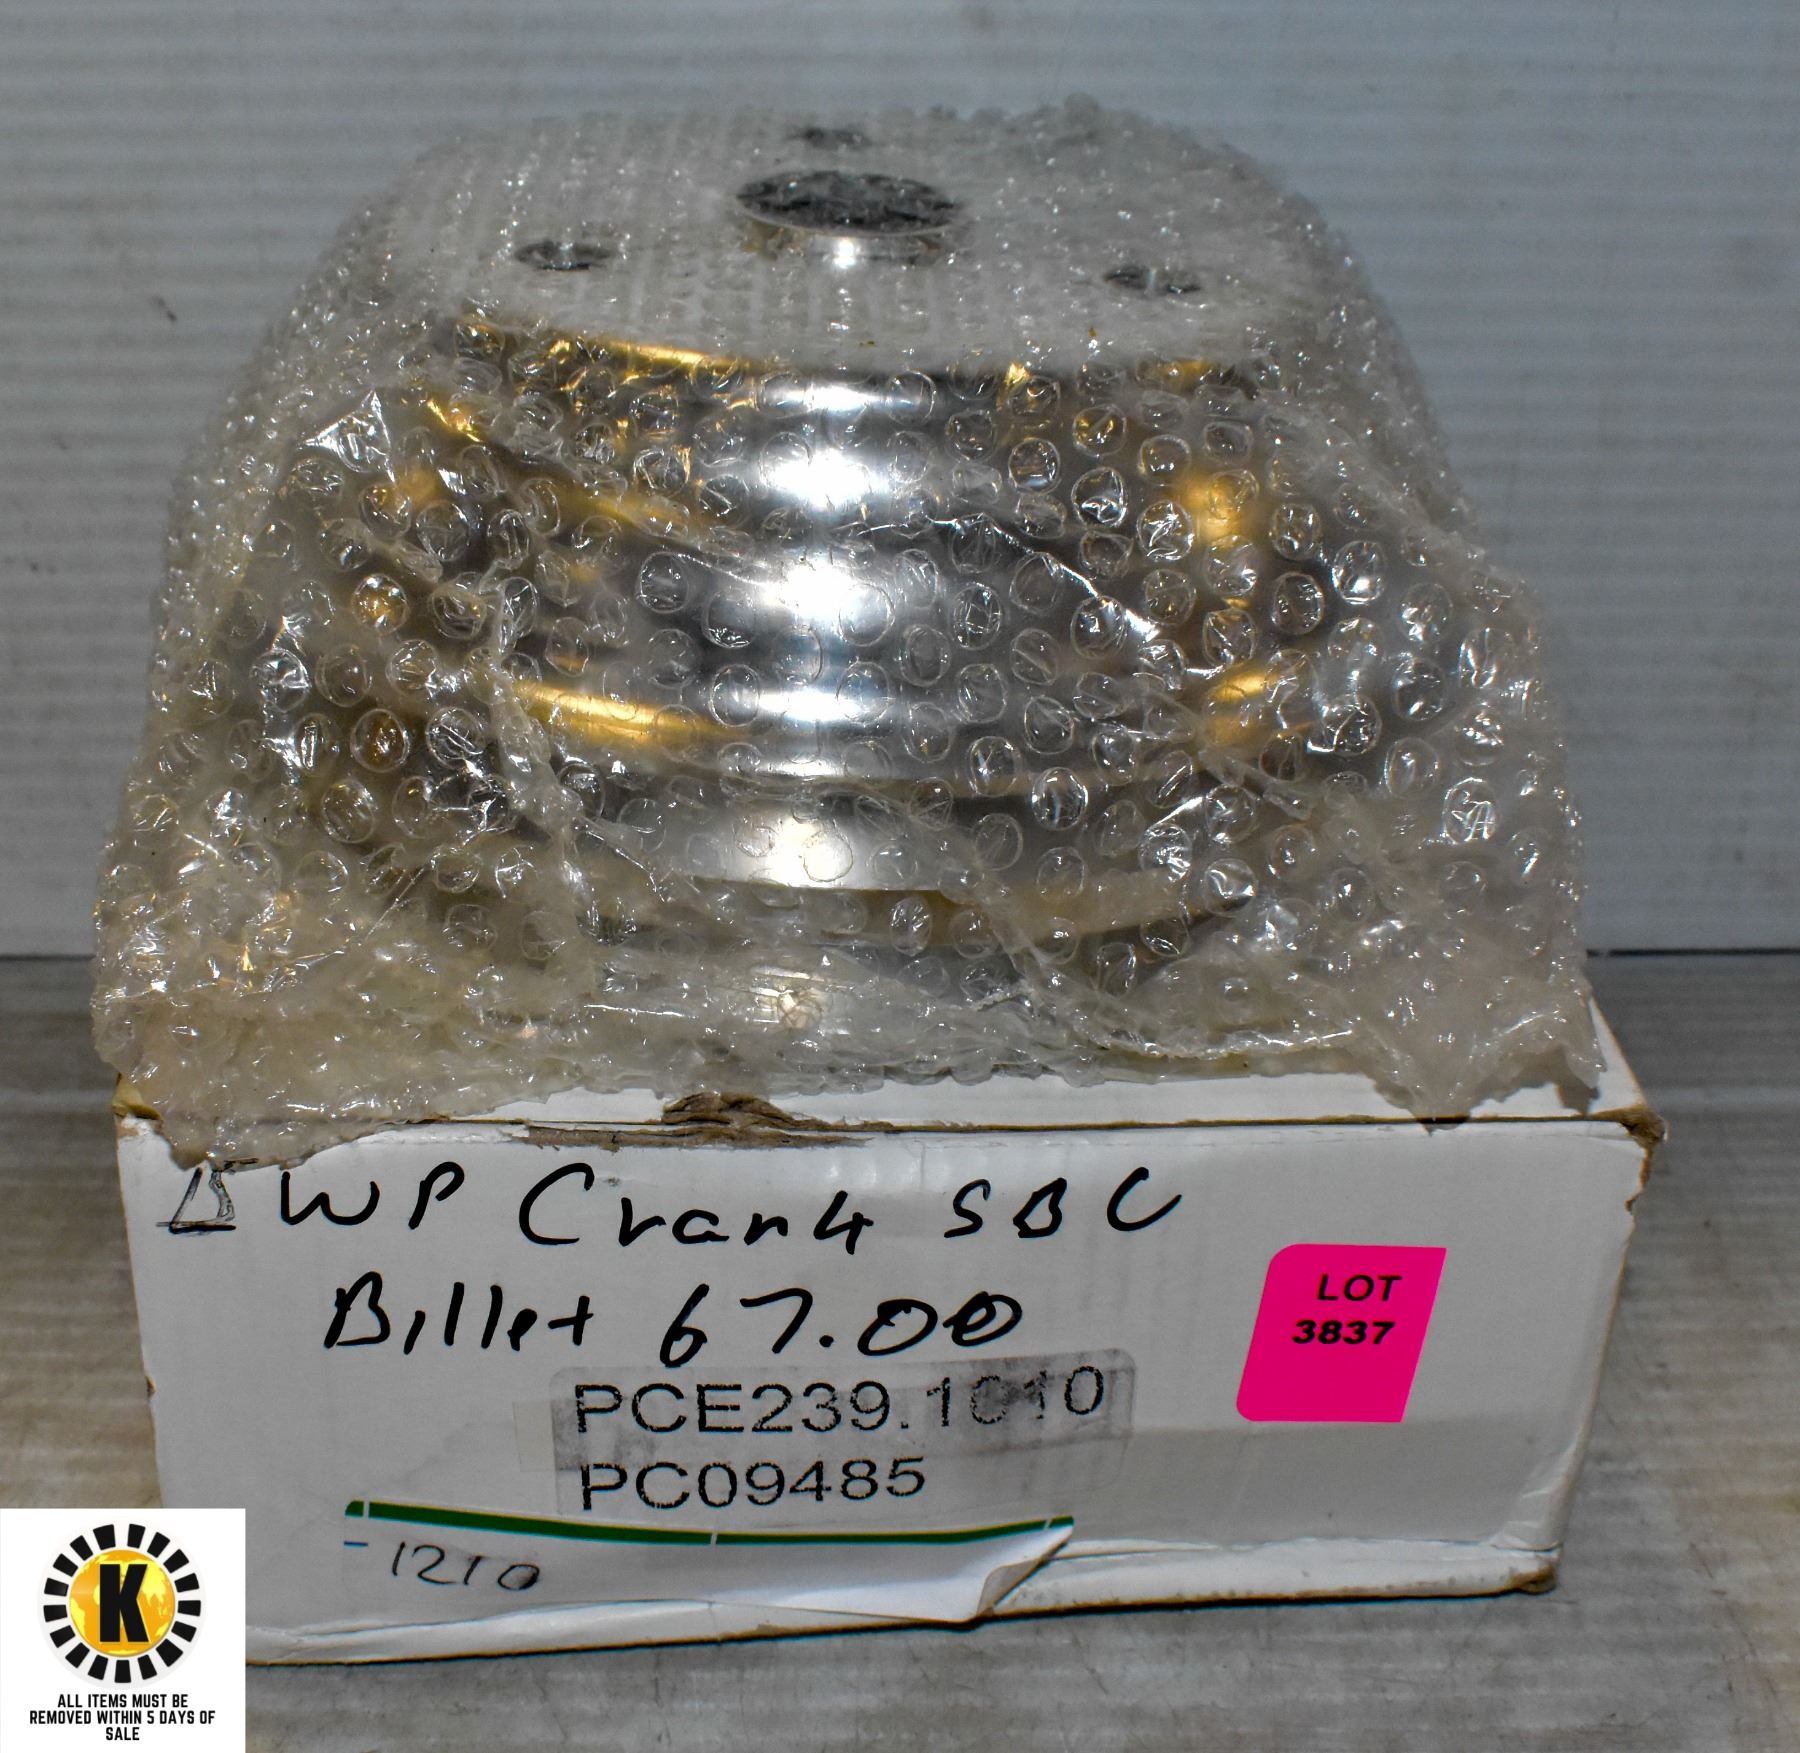 WP Crank SBC
Billet 67.00
LOT
3837
PCE239.1010
PC09485
- 1210
K
ALL ITEMS MUST BE
REMOVED WITHIN 5 DAYS OF
SALE